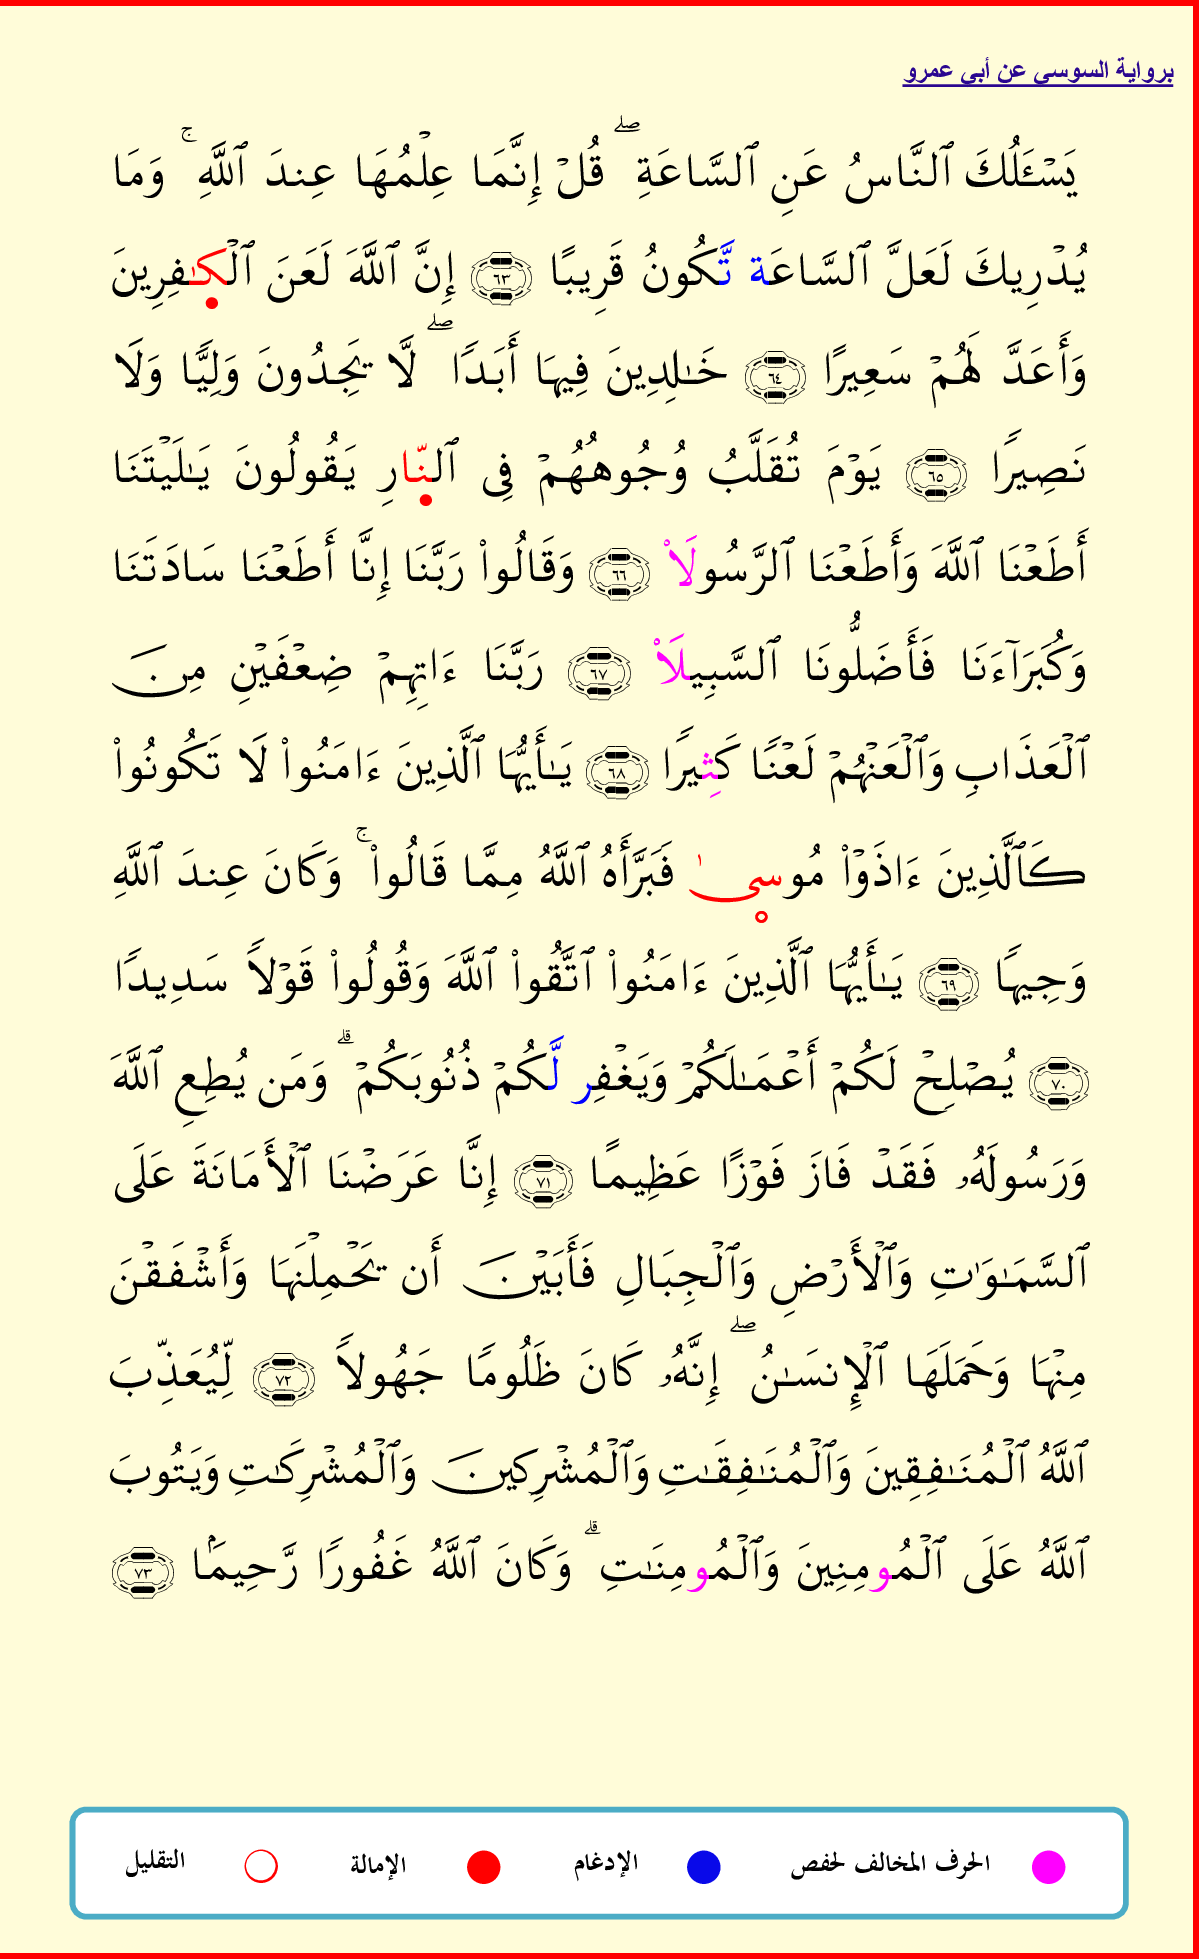 برواية السوسي عن أبي عمرو
يَسْـَٔلُكَ ٱلنَّاسُ عَنِ ٱلسَّاعَةِ ۖ قُلْ إِنَّمَا عِلْمُهَا عِندَ ٱللَّهِ ۚ وَمَا
يُدْرِيكَ لَعَلَّ ٱلسَّاعَة تَّكُونُ قَرِيبًا ٦٣ إِنَّ ٱللَّهَ لَعَنَ ٱلْكَـٰفِرِينَ
وَأَعَدَّ لَهُمْ سَعِيرًا ٦٤ خَـٰلِدِينَ فِيهَا أَبَدًا ۖ لَّا يَجِدُونَ وَلِيًّا وَلَا
نَصِيرًا ٦٥ يَوْمَ تُقَلَّبُ وُجُوهُهُمْ فِى ٱلنّارِ يَقُولُونَ يَـٰلَيْتَنَا
أَطَعْنَا ٱللَّهَ وَأَطَعْنَا ٱلرَّسُولَاْ ٦٦ وَقَالُواْ رَبَّنَا إِنَّا أَطَعْنَا سَادَتَنَا
وَكُبَرَآءَنَا فَأَضَلُّونَا ٱلسَّبِيلَاْ ٦٧ رَبَّنَا ءَاتِهِمْ ضِعْفَيْنِ مِنَ
ٱلْعَذَابِ وَٱلْعَنْهُمْ لَعْنًا كَثِيرًا ٦٨ يَـٰأَيُّهَا ٱلَّذِينَ ءَامَنُواْ لَا تَكُونُواْ
كَٱلَّذِينَ ءَاذَوْاْ مُوسىٰ فَبَرَّأَهُ ٱللَّهُ مِمَّا قَالُواْ ۚ وَكَانَ عِندَ ٱللَّهِ
وَجِيهًا ٦٩ يَـٰأَيُّهَا ٱلَّذِينَ ءَامَنُواْ ٱتَّقُواْ ٱللَّهَ وَقُولُواْ قَوْلًا سَدِيدًا
٧٠ يُصْلِحْ لَكُمْ أَعْمَـٰلَكُمْ وَيَغْفِر لَّكُمْ ذُنُوبَكُمْ ۗ وَمَن يُطِعِ ٱللَّهَ
وَرَسُولَهُۥ فَقَدْ فَازَ فَوْزًا عَظِيمًا ٧١ إِنَّا عَرَضْنَا ٱلْأَمَانَةَ عَلَى
ٱلسَّمَـٰوَٰتِ وَٱلْأَرْضِ وَٱلْجِبَالِ فَأَبَيْنَ أَن يَحْمِلْنَهَا وَأَشْفَقْنَ
مِنْهَا وَحَمَلَهَا ٱلْإِنسَـٰنُ ۖ إِنَّهُۥ كَانَ ظَلُومًا جَهُولًا ٧٢ لِّيُعَذِّبَ
ٱللَّهُ ٱلْمُنَـٰفِقِينَ وَٱلْمُنَـٰفِقَـٰتِ وَٱلْمُشْرِكِينَ وَٱلْمُشْرِكَـٰتِ وَيَتُوبَ
ٱللَّهُ عَلَى ٱلْمُومِنِينَ وَٱلْمُومِنَـٰتِ ۗ وَكَانَ ٱللَّهُ غَفُورًا رَّحِيمَۢا ٧٣
الحرف المخالف لحفص الإدغام الإمالة التقليل